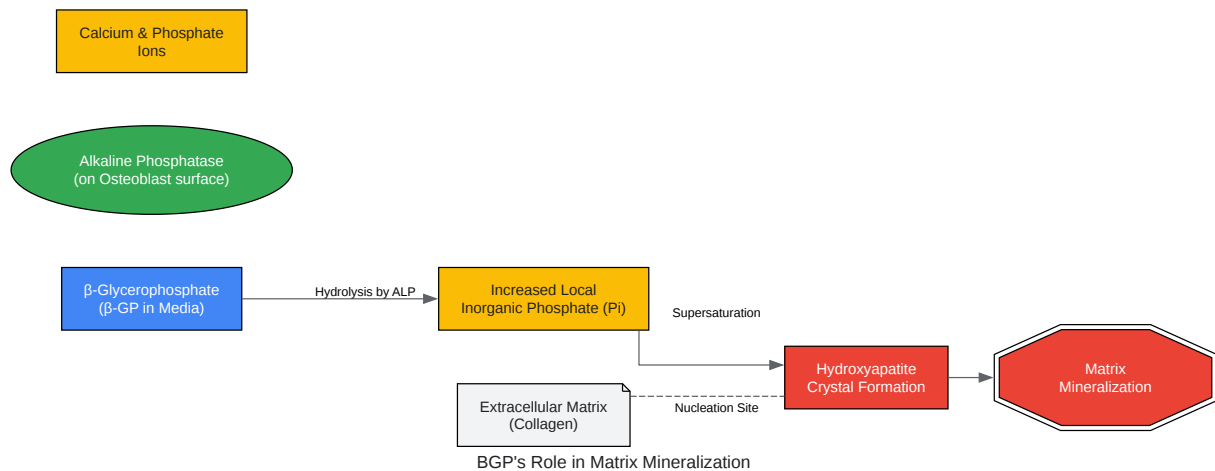 Calcium & Phosphate
Ions
Alkaline Phosphatase
(on Osteoblast surface)
β-Glycerophosphate
(β-GP in Media)
Hydrolysis by ALP
Increased Local
Inorganic Phosphate (Pi)
Supersaturation
Hydroxyapatite
Crystal Formation
Matrix
Mineralization
Extracellular Matrix
(Collagen)
Nucleation Site
BGP's Role in Matrix Mineralization